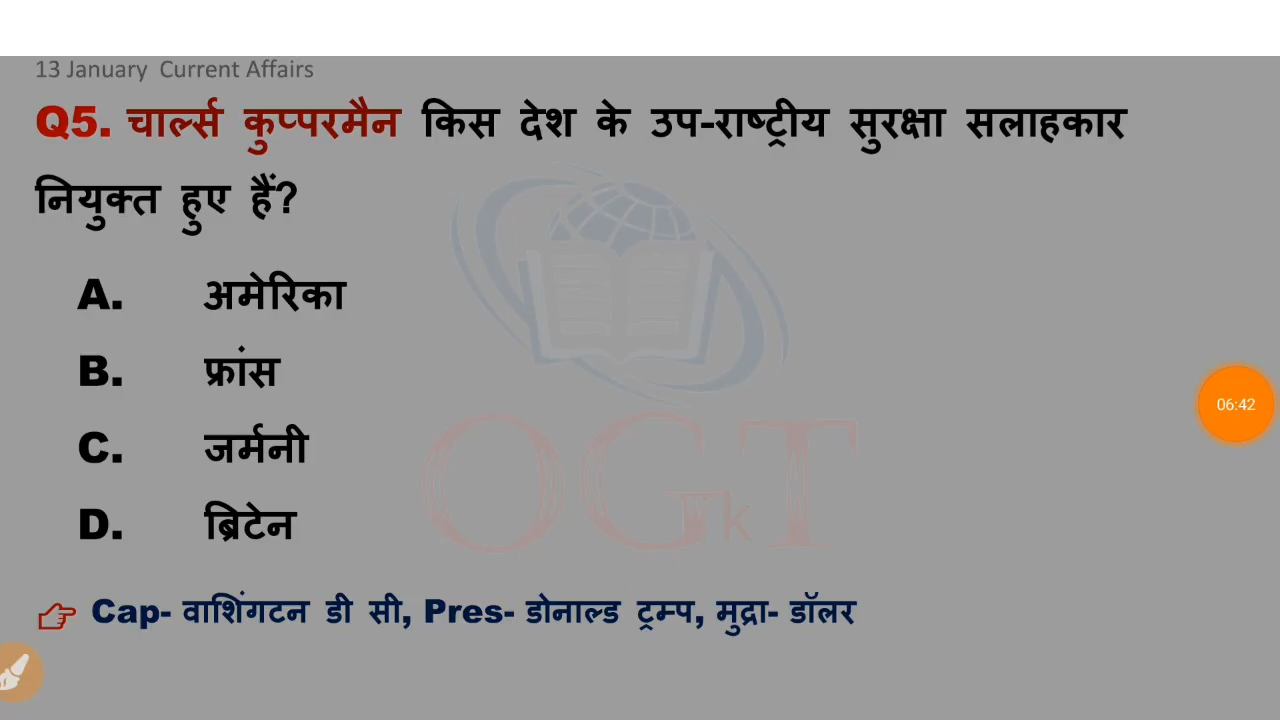 13 January Current Affairs
Q5. चार्ल्स कुप्परमैन किस देश के उप-राष्ट्रीय सुरक्षा सलाहकार
नियुक्त हुए हैं?
A. अमेरिका
B. फ्रांस
C. जर्मनी
D. ब्रिटेन
OGkT
06:42
Cap- वाशिंगटन डी सी, Pres- डोनाल्ड ट्रम्प, मुद्रा- डॉलर